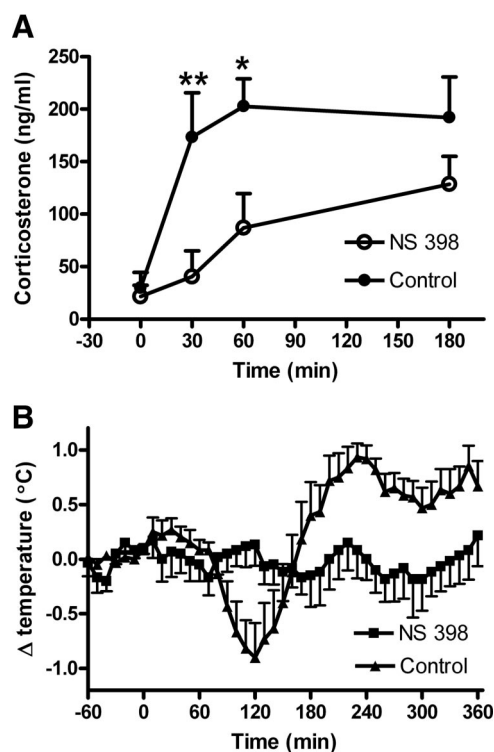 A
Corticosterone (ng/ml)
250
200
150
100
50
0
** *
NS 398
Control
-30 0 30 60 90 120 150 180
Time (min)
B
Δ temperature (°C)
1.0
0.5
0.0
-0.5
-1.0
NS 398
Control
-60 0 60 120 180 240 300 360
Time (min)